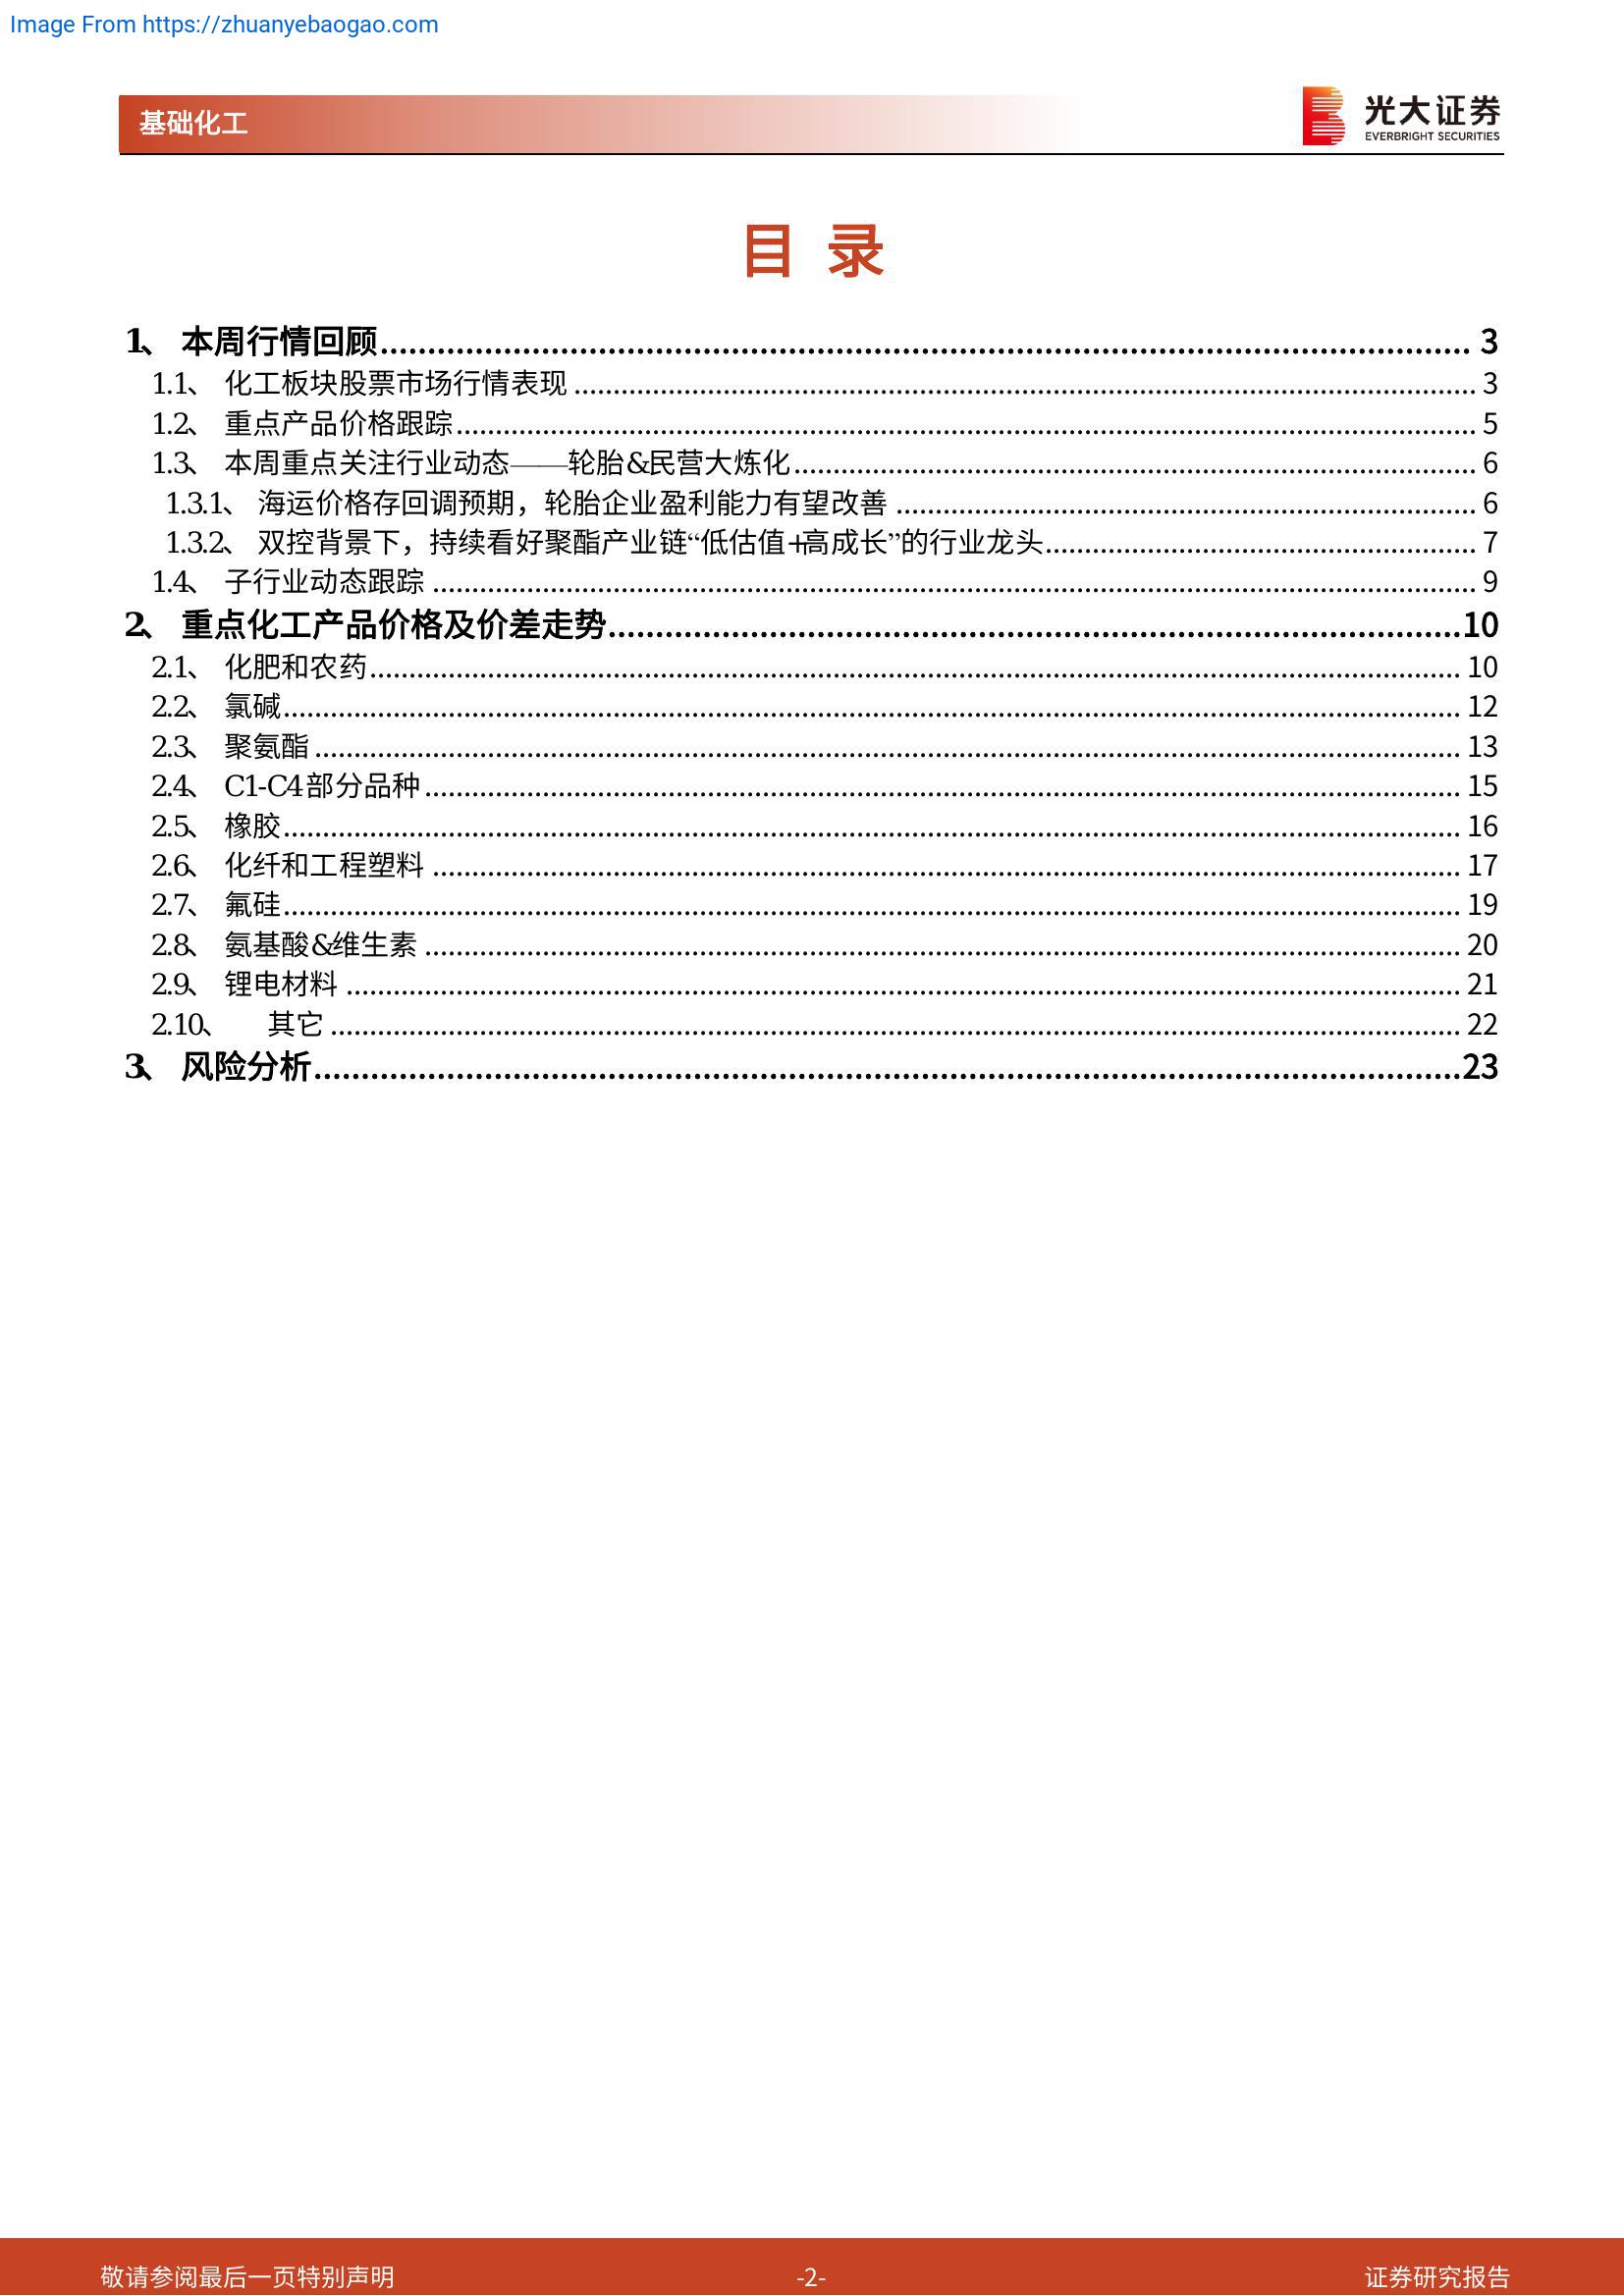 Image From https://zhuanyebaogao.com
基础化工
光大证券
EVERBRIGHT SECURITIES
目 录
1、 本周行情回顾 3
1.1、 化工板块股票市场行情表现 3
1.2、 重点产品价格跟踪 5
1.3、 本周重点关注行业动态——轮胎&民营大炼化 6
1.3.1、 海运价格存回调预期，轮胎企业盈利能力有望改善 6
1.3.2、 双控背景下，持续看好聚酯产业链“低估值+高成长”的行业龙头 7
1.4、 子行业动态跟踪 9
2、 重点化工产品价格及价差走势 10
2.1、 化肥和农药 10
2.2、 氯碱 12
2.3、 聚氨酯 13
2.4、 C1-C4部分品种 15
2.5、 橡胶 16
2.6、 化纤和工程塑料 17
2.7、 氟硅 19
2.8、 氨基酸&维生素 20
2.9、 锂电材料 21
2.10、 其它 22
3、 风险分析 23
敬请参阅最后一页特别声明 -2- 证券研究报告